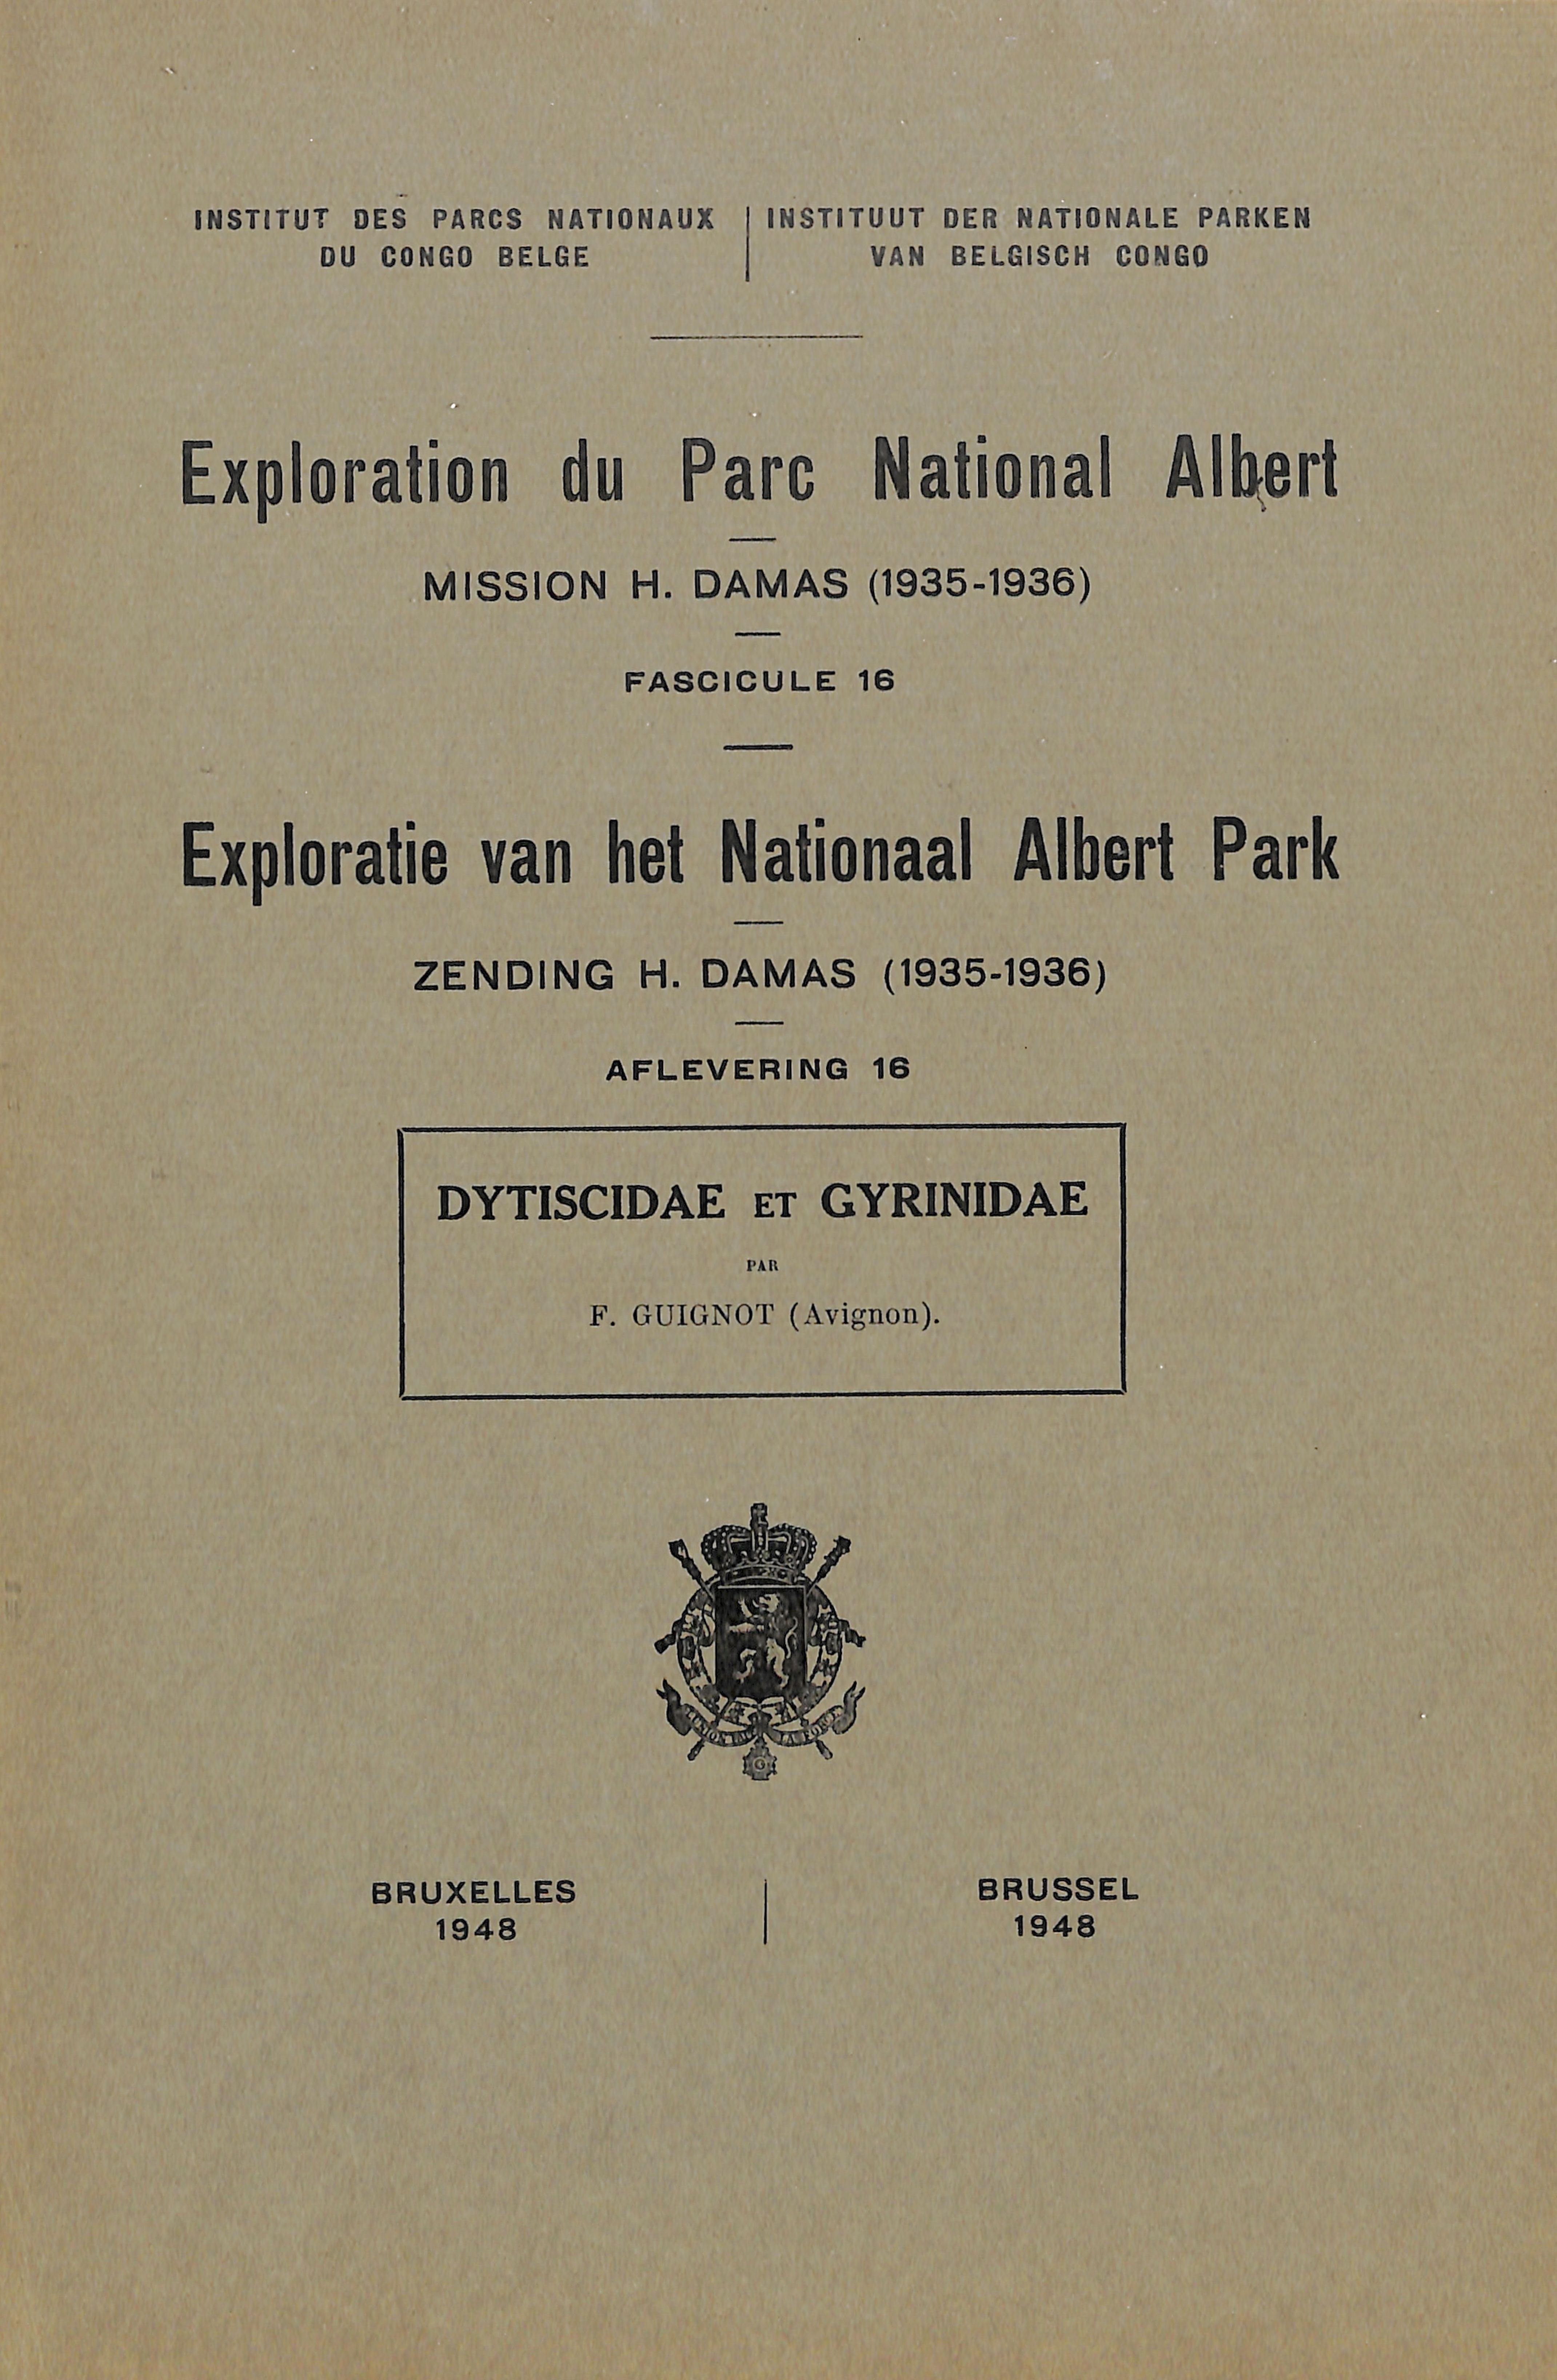 INSTITUT DES PARCS NATIONAUX
DU CONGO BELGE
INSTITUUT DER NATIONALE PARKEN
VAN BELGISCH CONGO
Exploration du Parc National Albert
MISSION H. DAMAS (1935-1936)
FASCICULE 16
Exploratie van het Nationaal Albert Park
ZENDING H. DAMAS (1935-1936)
AFLEVERING 16
DYTISCIDAE ET GYRINIDAE
PAR
F. GUIGNOT (Avignon).
BRUXELLES
1948
BRUSSEL
1948